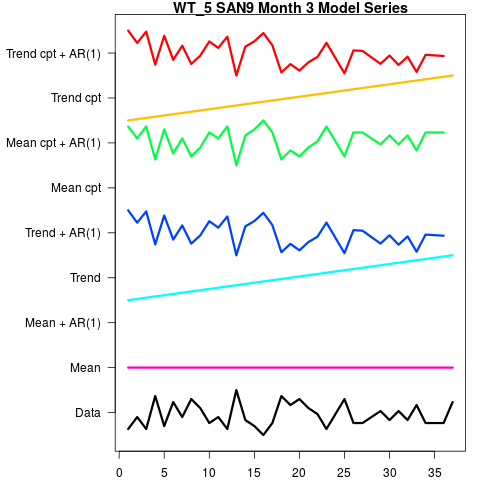 WT_5 SAN9 Month 3 Model Series
Trend cpt + AR(1)
Trend cpt
Mean cpt + AR(1)
Mean cpt
Trend + AR(1)
Trend
Mean + AR(1)
Mean
Data
0 5 10 15 20 25 30 35